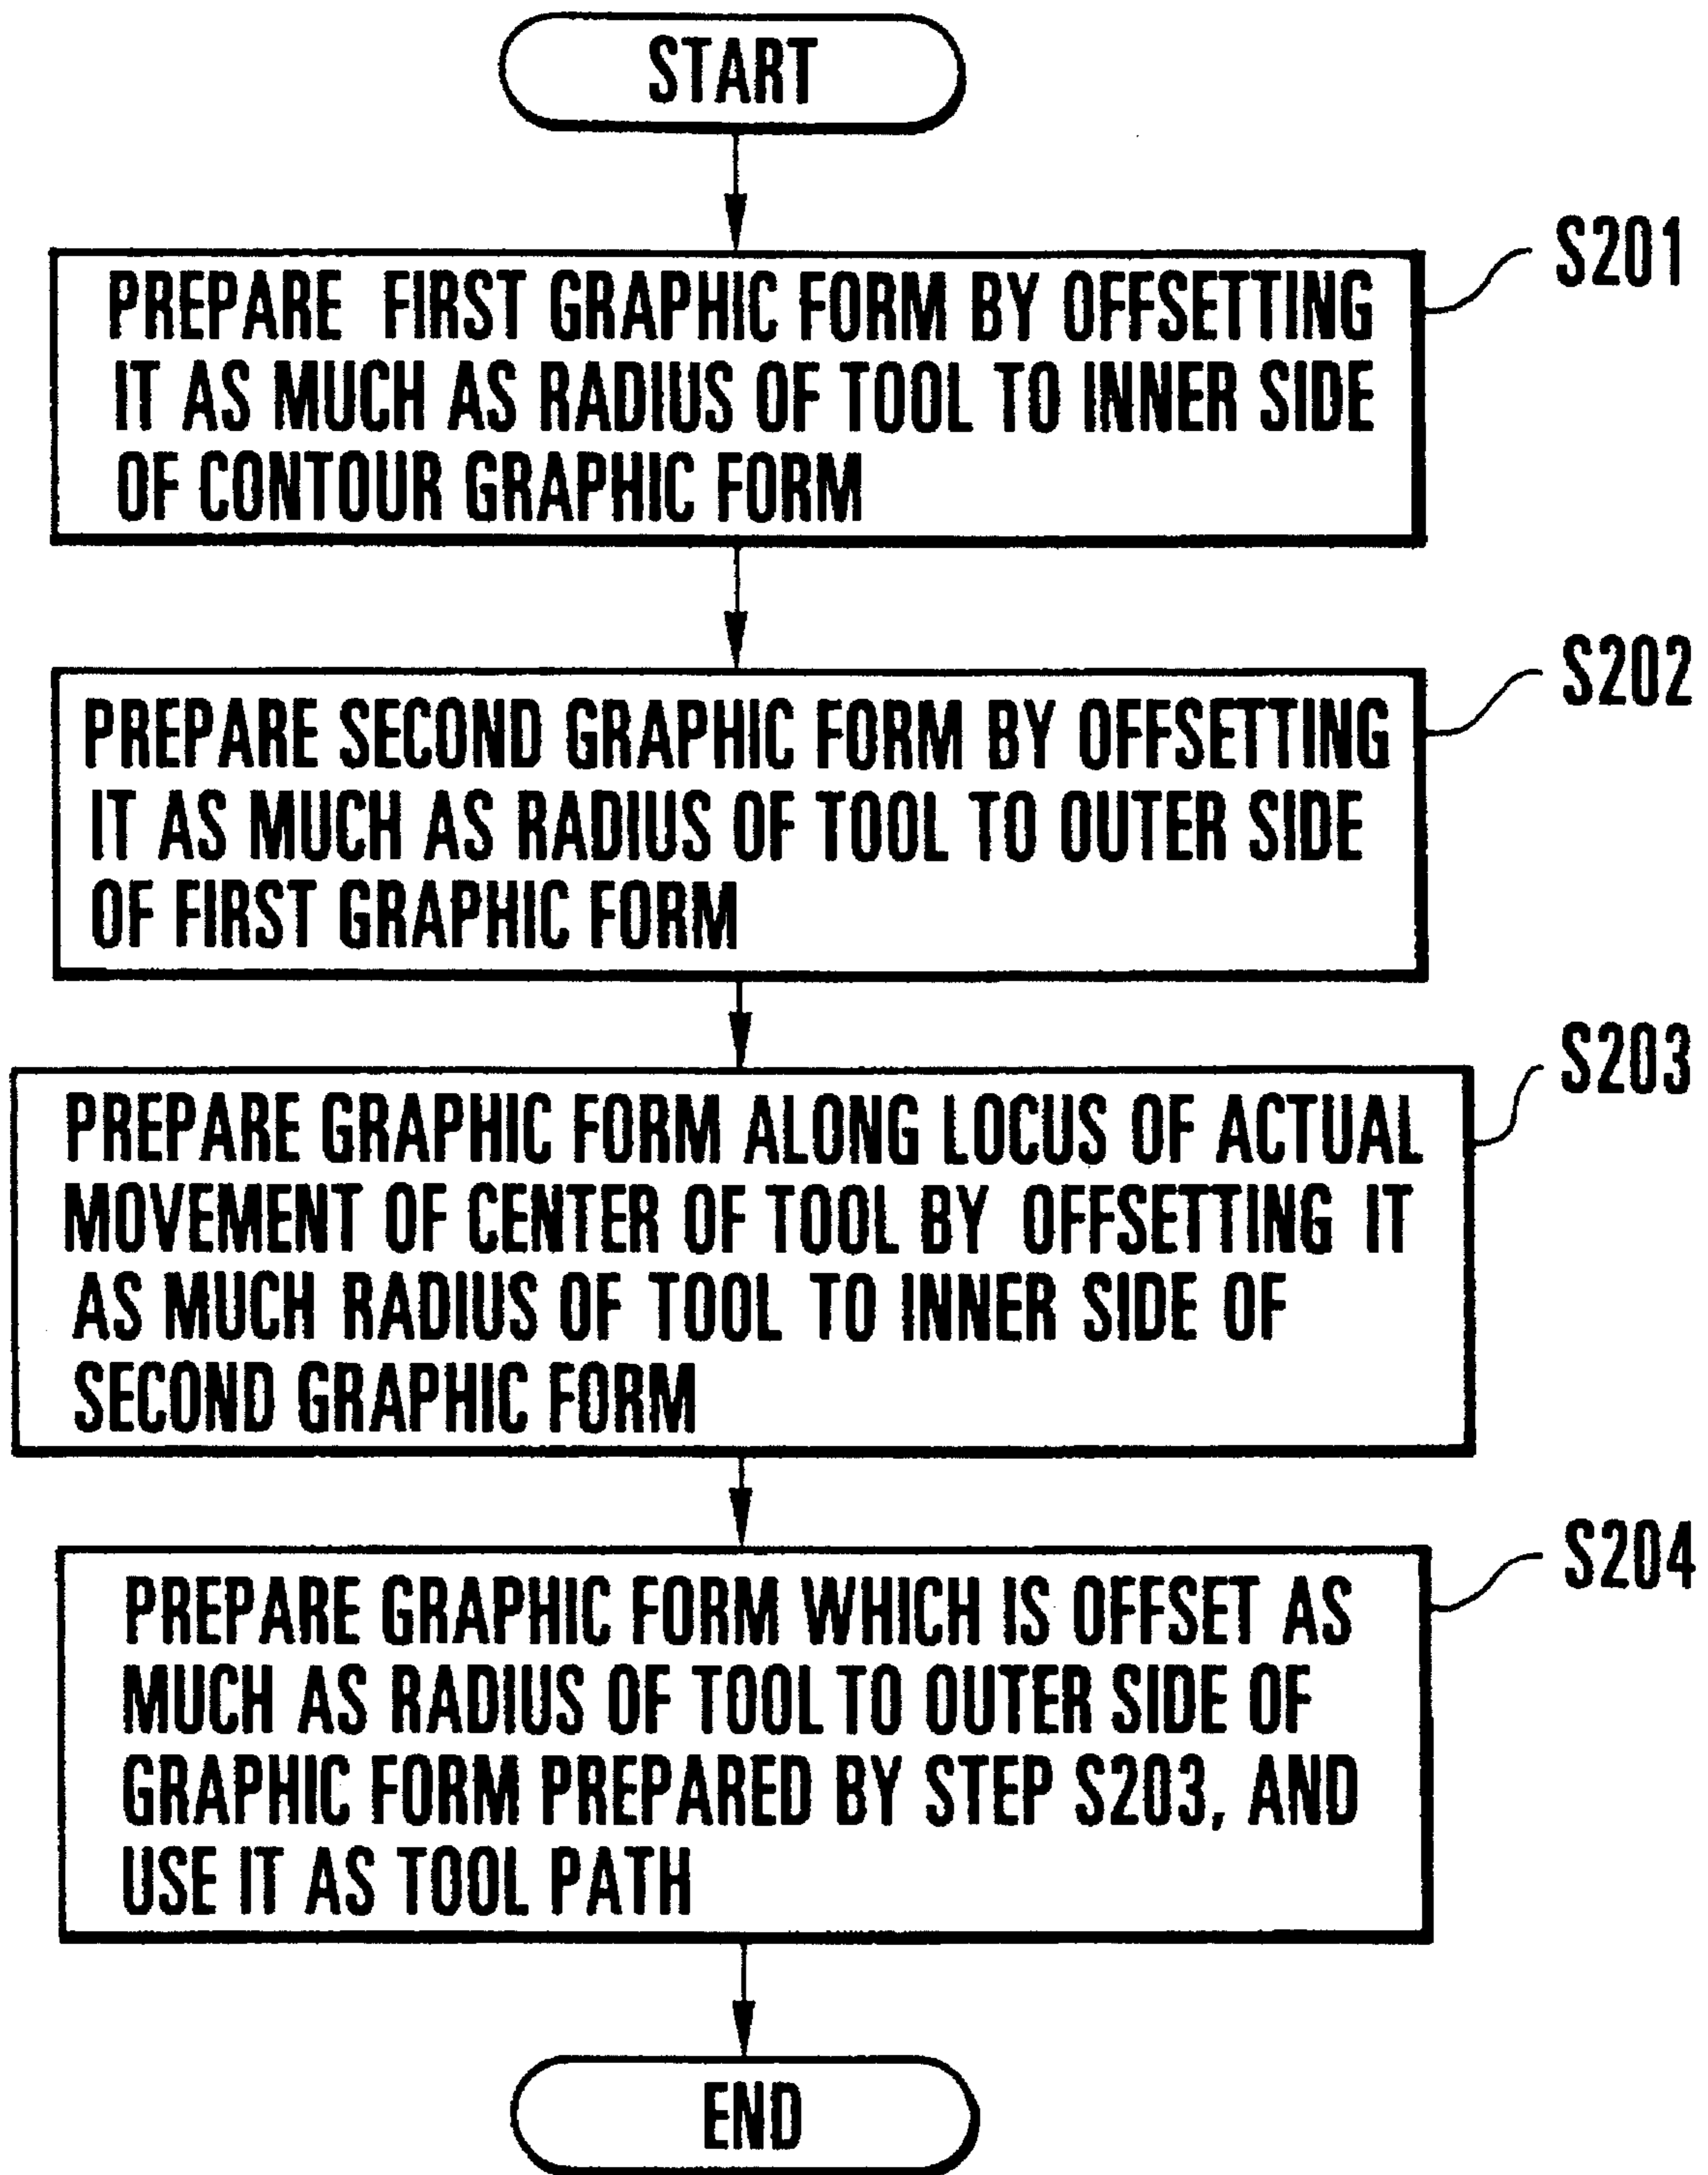 START
S201
PREPARE FIRST GRAPHIC FORM BY OFFSETTING
IT AS MUCH AS RADIUS OF TOOL TO INNER SIDE
OF CONTOUR GRAPHIC FORM
S202
PREPARE SECOND GRAPHIC FORM BY OFFSETTING
IT AS MUCH AS RADIUS OF TOOL TO OUTER SIDE
OF FIRST GRAPHIC FORM
S203
PREPARE GRAPHIC FORM ALONG LOCUS OF ACTUAL
MOVEMENT OF CENTER OF TOOL BY OFFSETTING IT
AS MUCH RADIUS OF TOOL TO INNER SIDE OF
SECOND GRAPHIC FORM
S204
PREPARE GRAPHIC FORM WHICH IS OFFSET AS
MUCH AS RADIUS OF TOOL TO OUTER SIDE OF
GRAPHIC FORM PREPARED BY STEP S203, AND
USE IT AS TOOL PATH
END